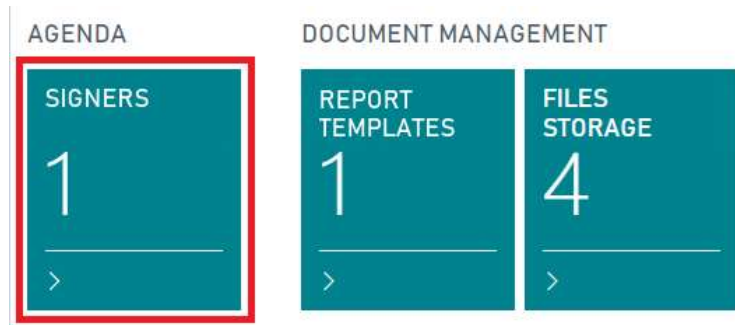 AGENDA
DOCUMENT MANAGEMENT
SIGNERS
1
REPORT
TEMPLATES
1
FILES
STORAGE
4